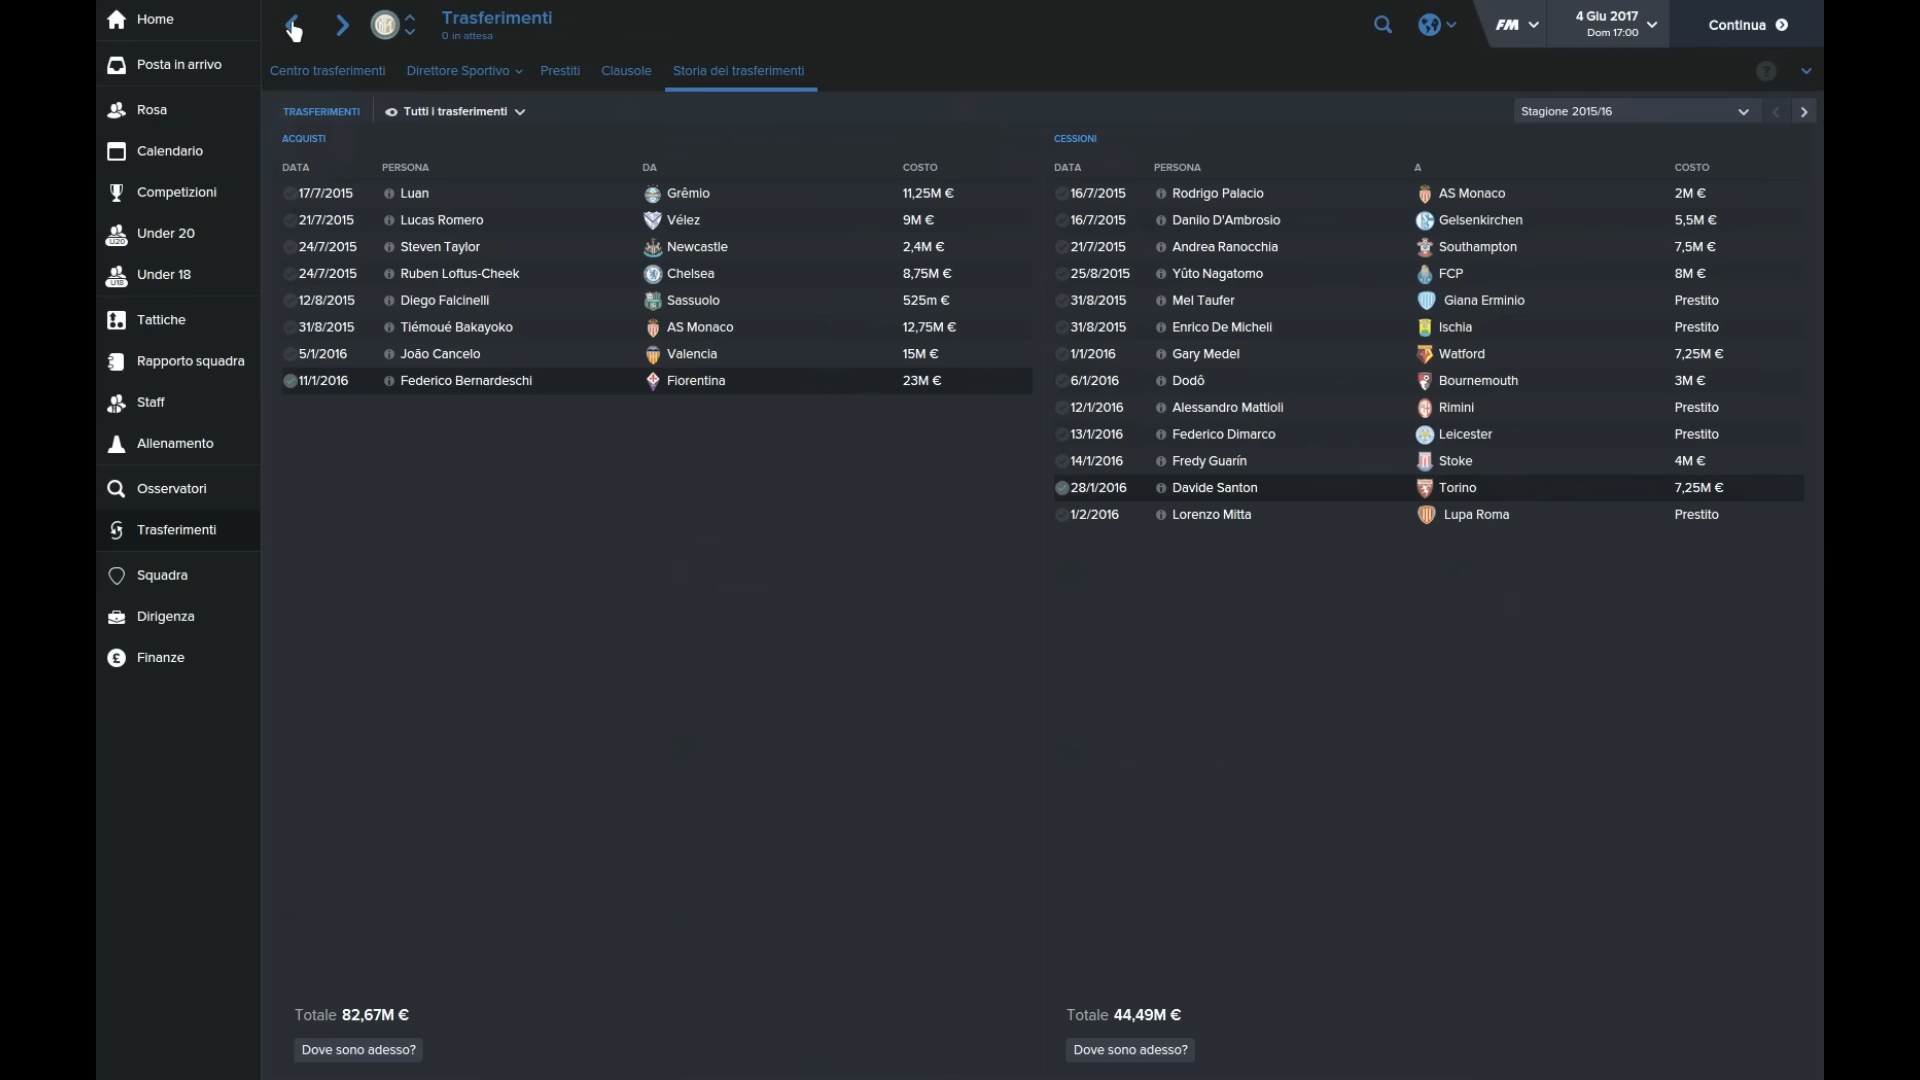 Home
Posta in arrivo
Rosa
Calendario
Competizioni
U20 Under 20
U18 Under 18
Tattiche
Rapporto squadra
Staff
Allenamento
Osservatori
Trasferimenti
Squadra
Dirigenza
Finanze
Trasferimenti
0 in attesa
FM
4 Giu 2017
Dom 17:00
Continua
Centro trasferimenti Direttore Sportivo Prestiti Clausole Storia dei trasferimenti ?
TRASFERIMENTI Tutti i trasferimenti Stagione 2015/16
ACQUISTI
DATA PERSONA DA COSTO
17/7/2015 Luan Grêmio 11,25M €
21/7/2015 Lucas Romero Vélez 9M €
24/7/2015 Steven Taylor Newcastle 2,4M €
24/7/2015 Ruben Loftus-Cheek Chelsea 8,75M €
12/8/2015 Diego Falcinelli Sassuolo 525m €
31/8/2015 Tiémoué Bakayoko AS Monaco 12,75M €
5/1/2016 João Cancelo Valencia 15M €
11/1/2016 Federico Bernardeschi Fiorentina 23M €
Totale 82,67M €
Dove sono adesso?
CESSIONI
DATA PERSONA A COSTO
16/7/2015 Rodrigo Palacio AS Monaco 2M €
16/7/2015 Danilo D'Ambrosio Gelsenkirchen 5,5M €
21/7/2015 Andrea Ranocchia Southampton 7,5M €
25/8/2015 Yûto Nagatomo FCP 8M €
31/8/2015 Mel Taufer Giana Erminio Prestito
31/8/2015 Enrico De Micheli Ischia Prestito
1/1/2016 Gary Medel Watford 7,25M €
6/1/2016 Dodô Bournemouth 3M €
12/1/2016 Alessandro Mattioli Rimini Prestito
13/1/2016 Federico Dimarco Leicester Prestito
14/1/2016 Fredy Guarín Stoke 4M €
28/1/2016 Davide Santon Torino 7,25M €
1/2/2016 Lorenzo Mitta Lupa Roma Prestito
Totale 44,49M €
Dove sono adesso?